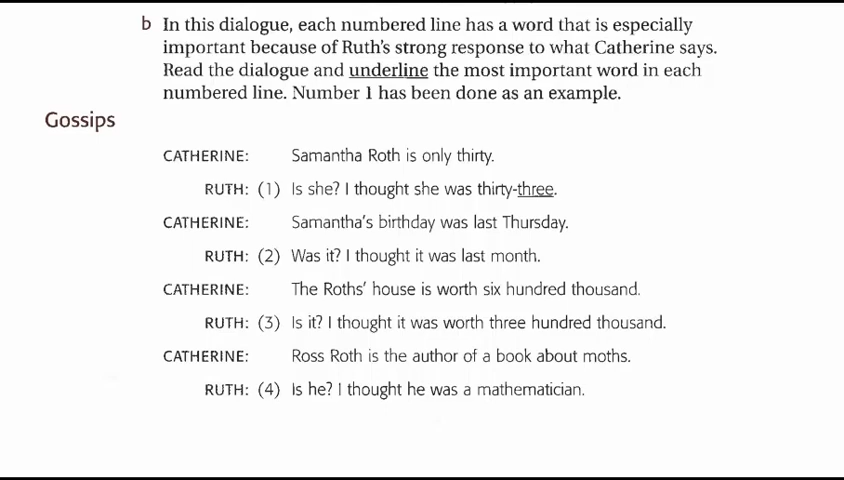 b In this dialogue, each numbered line has a word that is especially
important because of Ruth's strong response to what Catherine says.
Read the dialogue and underline the most important word in each
numbered line. Number 1 has been done as an example.
Gossips
CATHERINE: Samantha Roth is only thirty.
RUTH: (1) Is she? I thought she was thirty-three.
CATHERINE: Samantha's birthday was last Thursday.
RUTH: (2) Was it? I thought it was last month.
CATHERINE: The Roths' house is worth six hundred thousand.
RUTH: (3) Is it? I thought it was worth three hundred thousand.
CATHERINE: Ross Roth is the author of a book about moths.
RUTH: (4) Is he? I thought he was a mathematician.